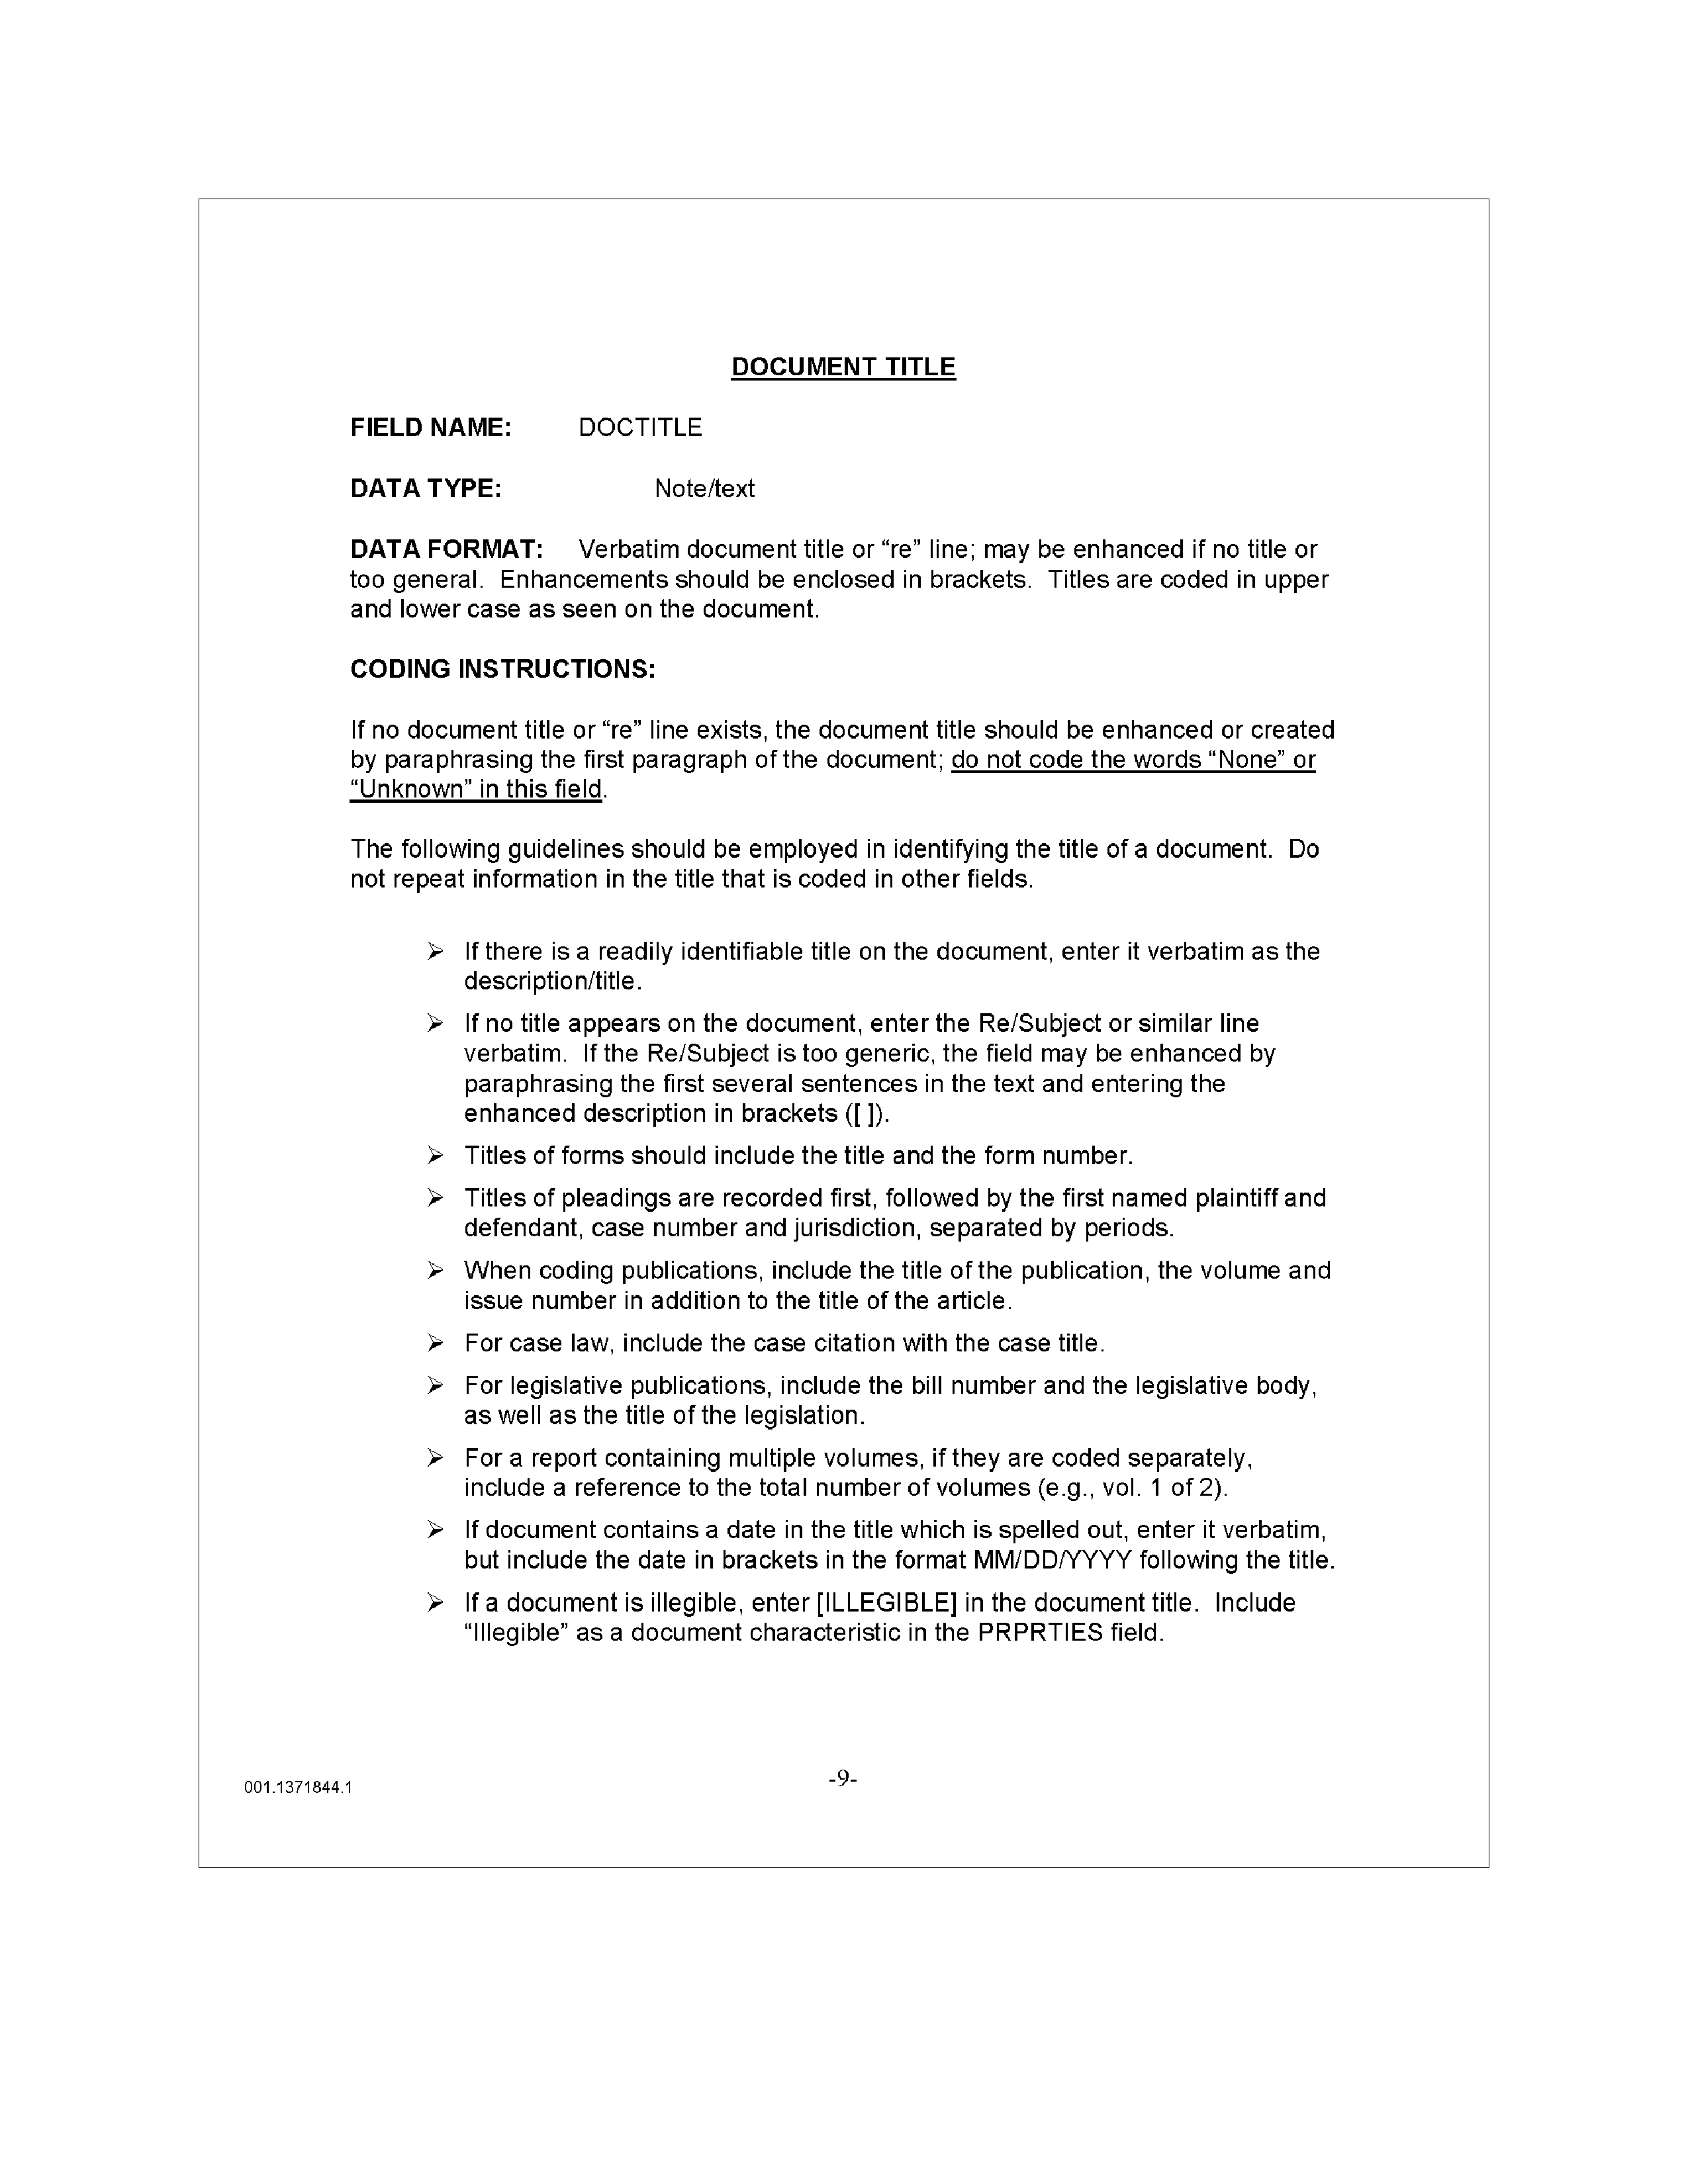 DOCUMENT TITLE
FIELD NAME: DOCTITLE
DATA TYPE: Note/text
DATA FORMAT: Verbatim document title or “re” line; may be enhanced if no title or
too general. Enhancements should be enclosed in brackets. Titles are coded in upper
and lower case as seen on the document.
CODING INSTRUCTIONS:
If no document title or “re” line exists, the document title should be enhanced or created
by paraphrasing the first paragraph of the document; do not code the words “None” or
“Unknown” in this field.
The following guidelines should be employed in identifying the title of a document. Do
not repeat information in the title that is coded in other fields.
➢ If there is a readily identifiable title on the document, enter it verbatim as the
description/title.
➢ If no title appears on the document, enter the Re/Subject or similar line
verbatim. If the Re/Subject is too generic, the field may be enhanced by
paraphrasing the first several sentences in the text and entering the
enhanced description in brackets ([ ]).
➢ Titles of forms should include the title and the form number.
➢ Titles of pleadings are recorded first, followed by the first named plaintiff and
defendant, case number and jurisdiction, separated by periods.
➢ When coding publications, include the title of the publication, the volume and
issue number in addition to the title of the article.
➢ For case law, include the case citation with the case title.
➢ For legislative publications, include the bill number and the legislative body,
as well as the title of the legislation.
➢ For a report containing multiple volumes, if they are coded separately,
include a reference to the total number of volumes (e.g., vol. 1 of 2).
➢ If document contains a date in the title which is spelled out, enter it verbatim,
but include the date in brackets in the format MM/DD/YYYY following the title.
➢ If a document is illegible, enter [ILLEGIBLE] in the document title. Include
“Illegible” as a document characteristic in the PRPRTIES field.
001.1371844.1 -9-